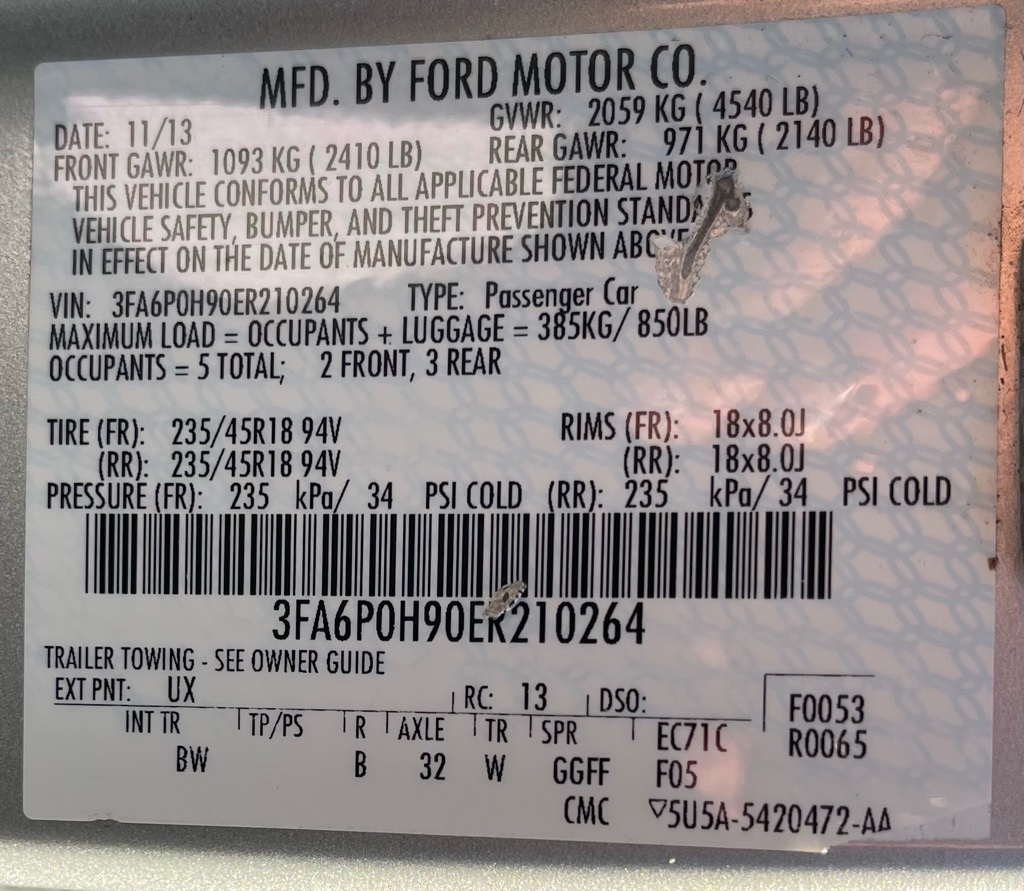 MFD. BY FORD MOTOR CO.
DATE: 11/13 GVWR: 2059 KG ( 4540 LB)
FRONT GAWR: 1093 KG ( 2410 LB) REAR GAWR: 971 KG ( 2140 LB)
THIS VEHICLE CONFORMS TO ALL APPLICABLE FEDERAL MOTOR
VEHICLE SAFETY, BUMPER, AND THEFT PREVENTION STANDARDS
IN EFFECT ON THE DATE OF MANUFACTURE SHOWN ABOVE
VIN: 3FA6P0H90ER210264 TYPE: Passenger Car
MAXIMUM LOAD = OCCUPANTS + LUGGAGE = 385KG/ 850LB
OCCUPANTS = 5 TOTAL; 2 FRONT, 3 REAR
TIRE (FR): 235/45R18 94V RIMS (FR): 18x8.0J
(RR): 235/45R18 94V (RR): 18x8.0J
PRESSURE (FR): 235 kPa/ 34 PSI COLD (RR): 235 kPa/ 34 PSI COLD
3FA6P0H90ER210264
TRAILER TOWING - SEE OWNER GUIDE
EXT PNT: UX RC: 13 DSO: F0053
INT TR TP/PS R AXLE TR SPR EC71C R0065
BW B 32 W GGFF F05
CMC ▽5U5A-5420472-AA